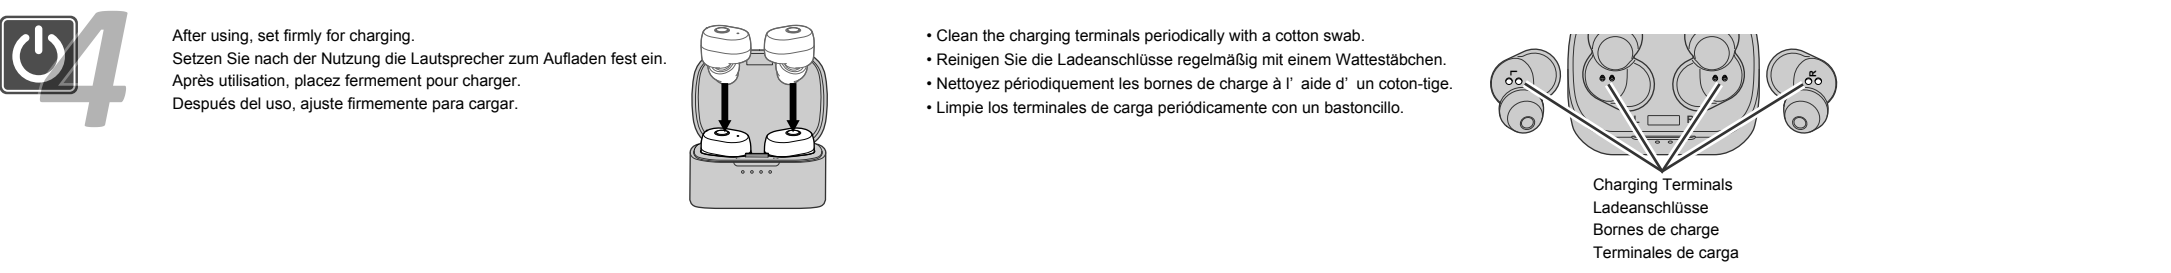 4
After using, set firmly for charging.
Setzen Sie nach der Nutzung die Lautsprecher zum Aufladen fest ein.
Après utilisation, placez fermement pour charger.
Después del uso, ajuste firmemente para cargar.
• Clean the charging terminals periodically with a cotton swab.
• Reinigen Sie die Ladeanschlüsse regelmäßig mit einem Wattestäbchen.
• Nettoyez périodiquement les bornes de charge à l’ aide d’ un coton-tige.
• Limpie los terminales de carga periódicamente con un bastoncillo.
L
R
Charging Terminals
Ladeanschlüsse
Bornes de charge
Terminales de carga